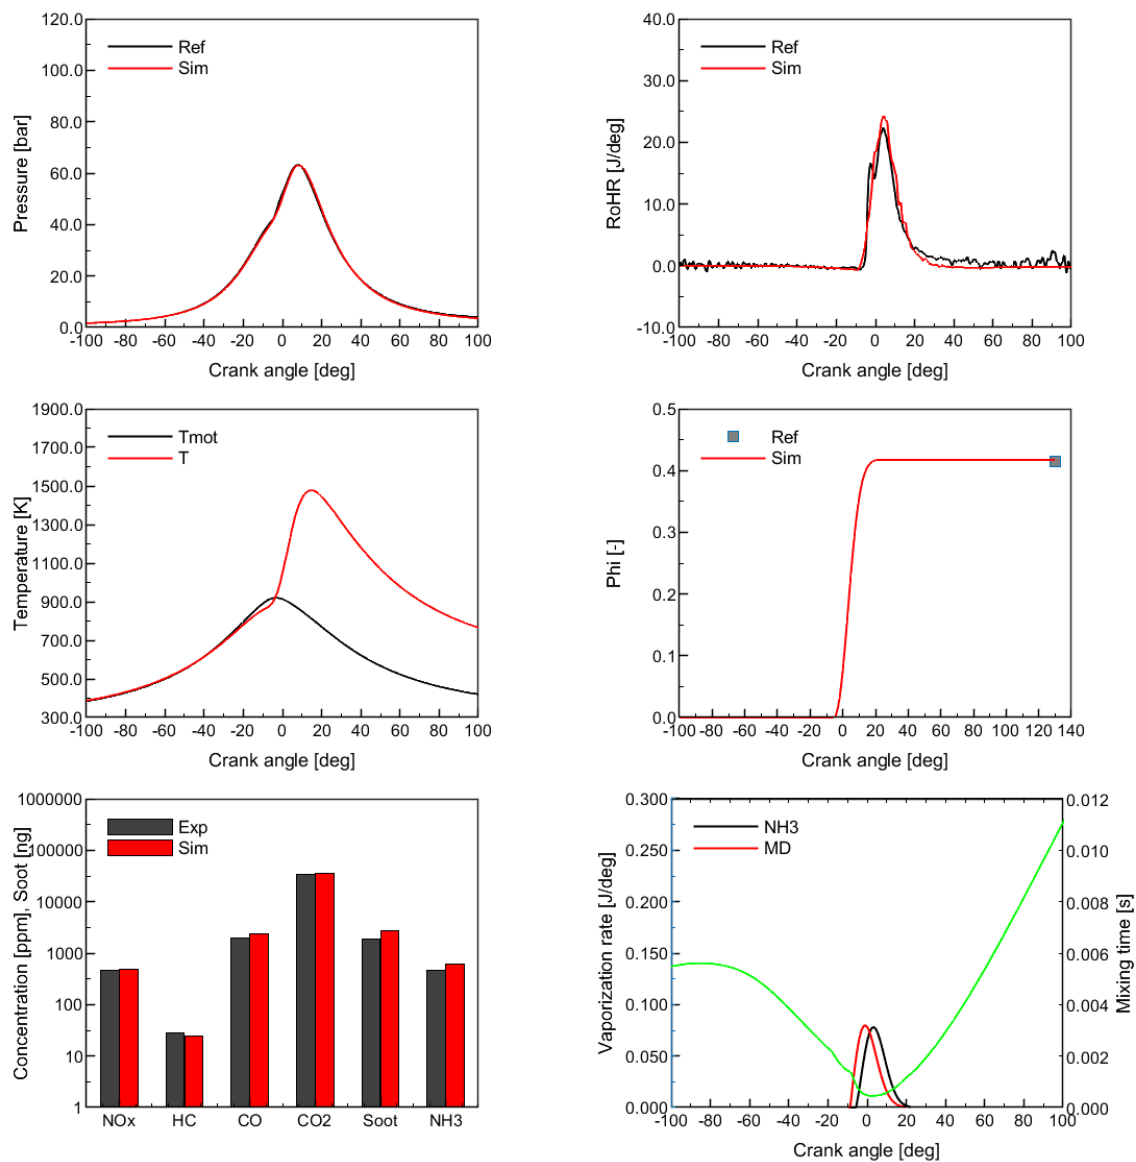 120.0
100.0
80.0
60.0
40.0
20.0
0.0
Pressure [bar]
Ref
Sim
-100 -80 -60 -40 -20 0 20 40 60 80 100
Crank angle [deg]
40.0
30.0
20.0
10.0
0.0
-10.0
RoHR [J/deg]
Ref
Sim
-100 -80 -60 -40 -20 0 20 40 60 80 100
Crank angle [deg]
1900.0
1700.0
1500.0
1300.0
1100.0
900.0
700.0
500.0
300.0
Temperature [K]
Tmot
T
-100 -80 -60 -40 -20 0 20 40 60 80 100
Crank angle [deg]
0.5
0.4
0.3
0.2
0.1
0.0
Phi [-]
Ref
Sim
-100 -80 -60 -40 -20 0 20 40 60 80 100 120 140
Crank angle [deg]
1000000
100000
10000
1000
100
10
1
Concentration [ppm], Soot [ng]
Exp
Sim
NOx HC CO CO2 Soot NH3
0.300
0.250
0.200
0.150
0.100
0.050
0.000
Vaporization rate [J/deg]
NH3
MD
0.012
0.010
0.008
0.006
0.004
0.002
0.000
Mixing time [s]
-100 -80 -60 -40 -20 0 20 40 60 80 100
Crank angle [deg]